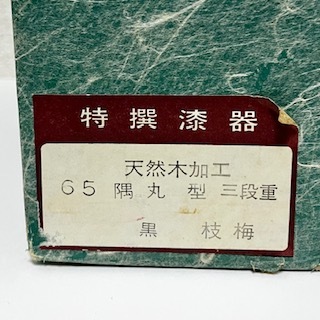 特撰漆器
天然木加工
65 隅丸型 三段重
黒 枝梅